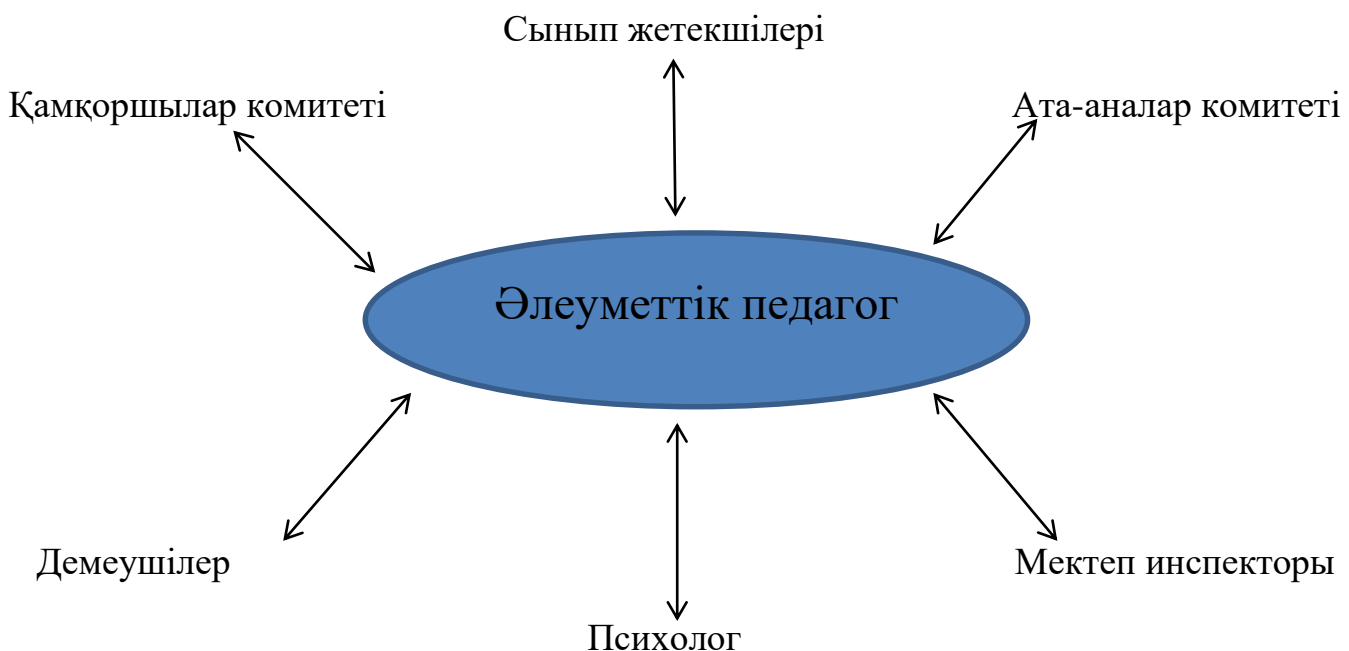 Сынып жетекшілері
Қамқоршылар комитеті
Ата-аналар комитеті
Әлеуметтік педагог
Демеушілер
Мектеп инспекторы
Психолог